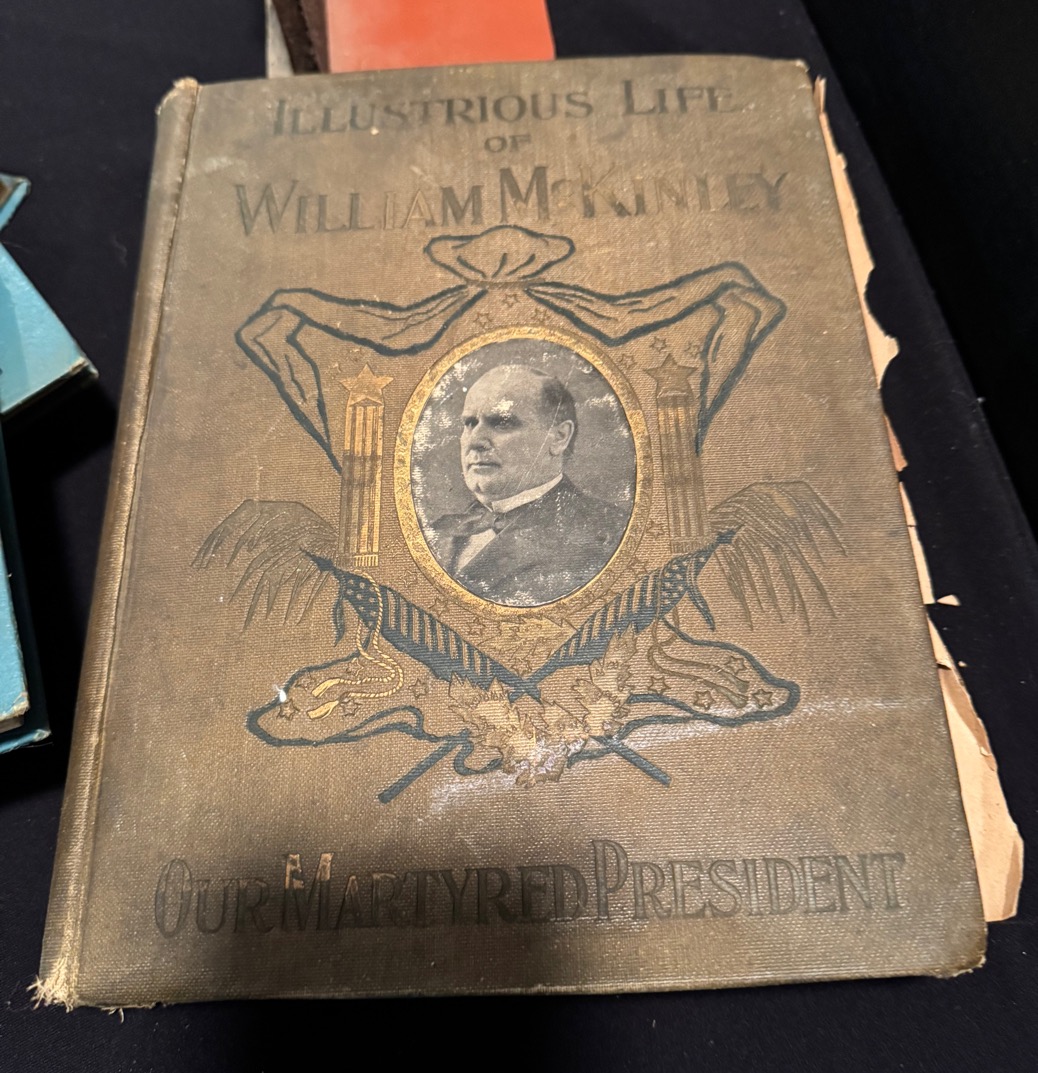 ILLUSTRIOUS LIFE
OF
WILLIAM McKINLEY
OUR MARTYRED PRESIDENT